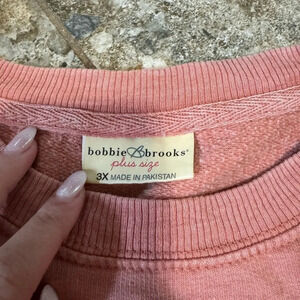 bobbie brooks®
plus size
3X MADE IN PAKISTAN